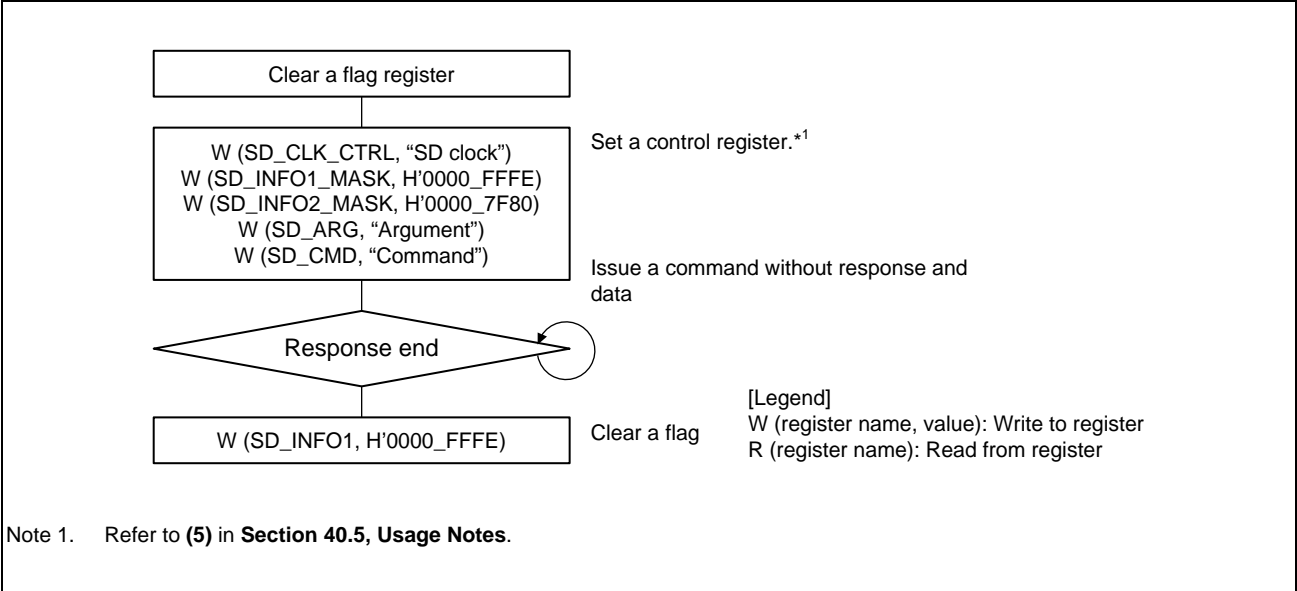 Clear a flag register
W (SD_CLK_CTRL, “SD clock”)
W (SD_INFO1_MASK, H’0000_FFFE)
W (SD_INFO2_MASK, H’0000_7F80)
W (SD_ARG, “Argument”)
W (SD_CMD, “Command”)
Set a control register.*1
Issue a command without response and
data
Response end
W (SD_INFO1, H’0000_FFFE)
Clear a flag
[Legend]
W (register name, value): Write to register
R (register name): Read from register
Note 1. Refer to (5) in Section 40.5, Usage Notes.